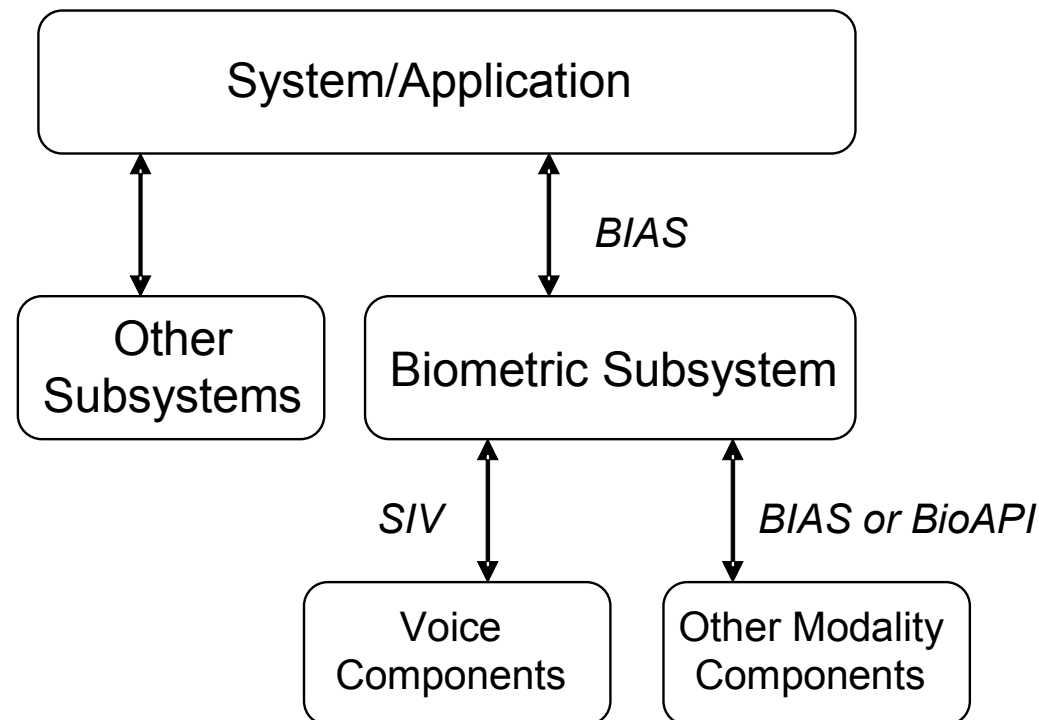 System/Application
BIAS
Other
Subsystems
Biometric Subsystem
SIV
BIAS or BioAPI
Voice
Components
Other Modality
Components